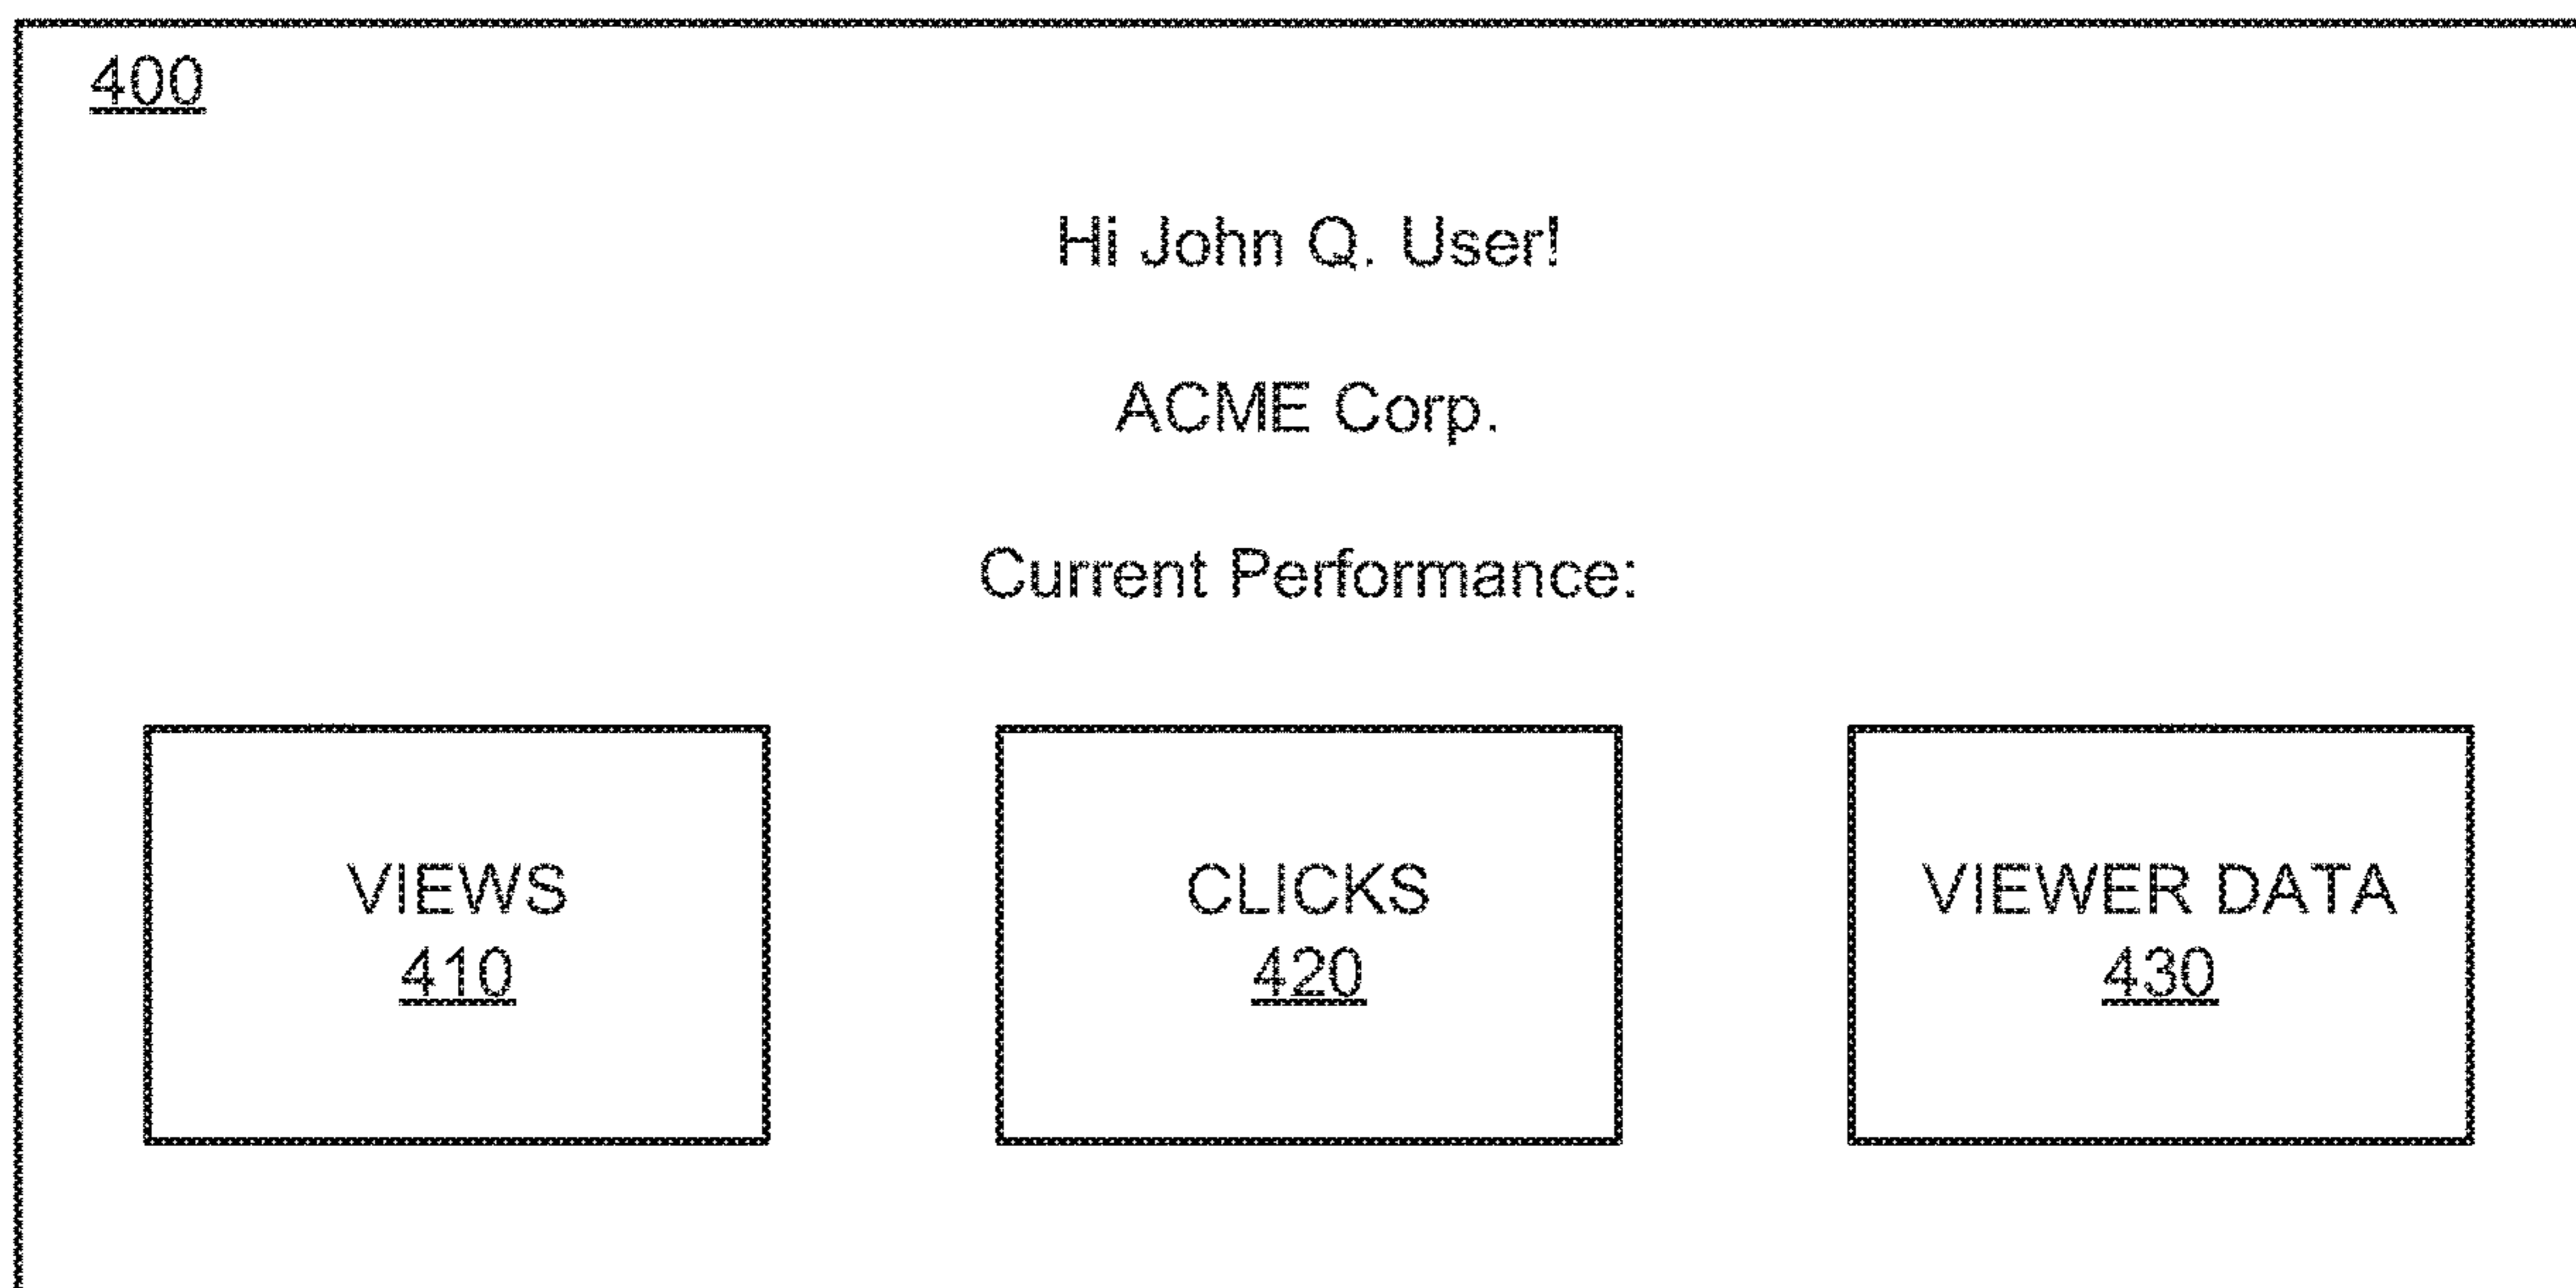 400
Hi John Q. User!
ACME Corp.
Current Performance:
VIEWS
410
CLICKS
420
VIEWER DATA
430